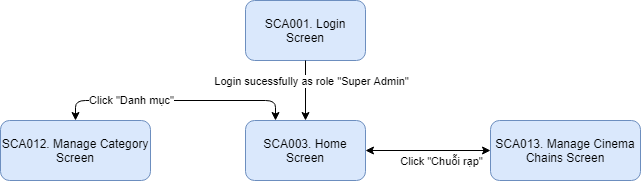 SCA001. Login
Screen
Login sucessfully as role "Super Admin"
Click "Danh mục"
SCA012. Manage Category
Screen
SCA003. Home
Screen
Click "Chuỗi rạp"
SCA013. Manage Cinema
Chains Screen